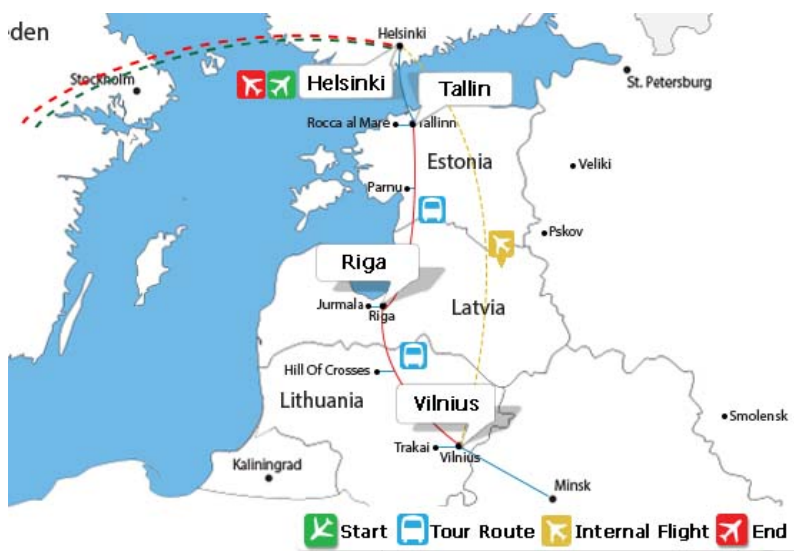 den
Helsinki
Stockholm
Helsinki
Tallin
St. Petersburg
Rocca al Mare
Tallinn
Estonia
Veliki
Parnu
Pskov
Riga
Jurmala
Riga
Latvia
Hill Of Crosses
Lithuania
Vilnius
Smolensk
Trakai
Vilnius
Kaliningrad
Minsk
Start Tour Route Internal Flight End